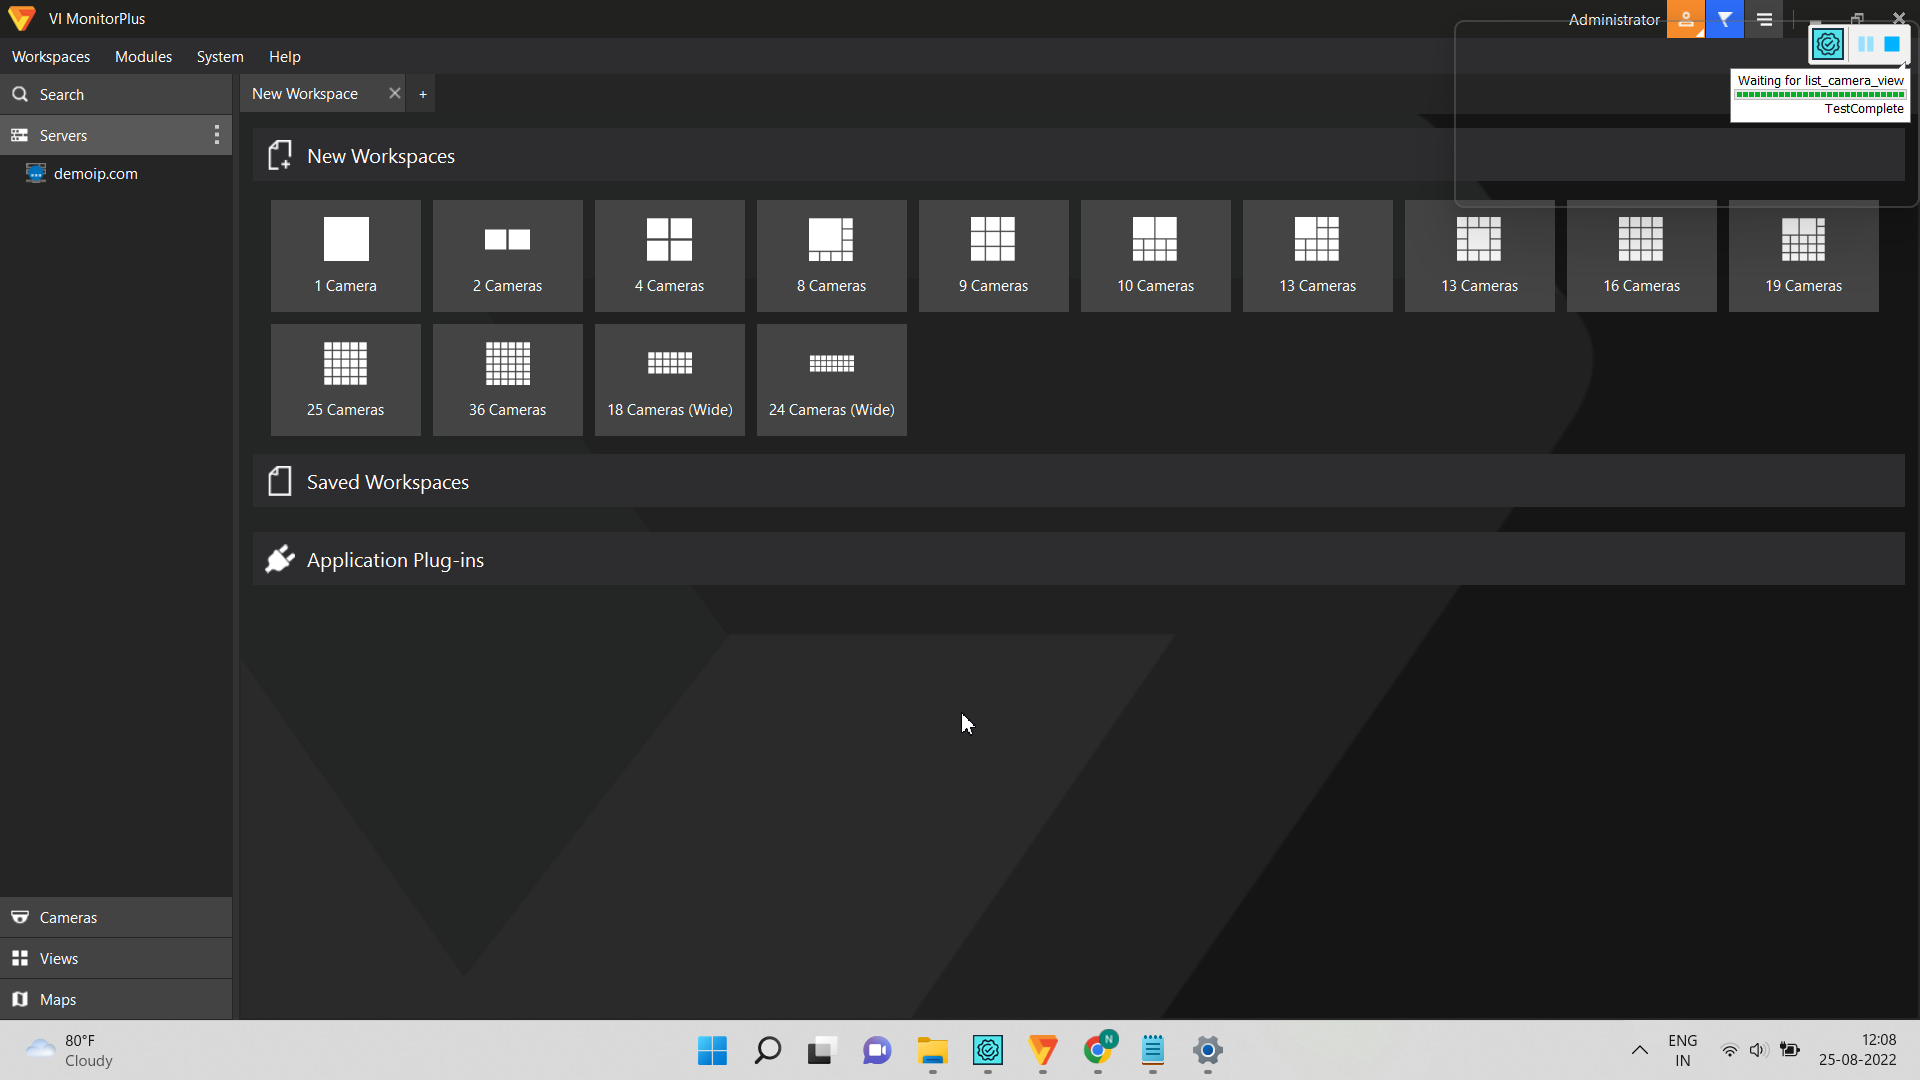 VI MonitorPlus
Administrator
Workspaces Modules System Help
Waiting for list_camera_view
TestComplete
Search
New Workspace
+
Servers
demoip.com
New Workspaces
1 Camera
2 Cameras
4 Cameras
8 Cameras
9 Cameras
10 Cameras
13 Cameras
13 Cameras
16 Cameras
19 Cameras
25 Cameras
36 Cameras
18 Cameras (Wide)
24 Cameras (Wide)
Saved Workspaces
Application Plug-ins
Cameras
Views
Maps
80°F
Cloudy
N
ENG
IN
12:08
25-08-2022